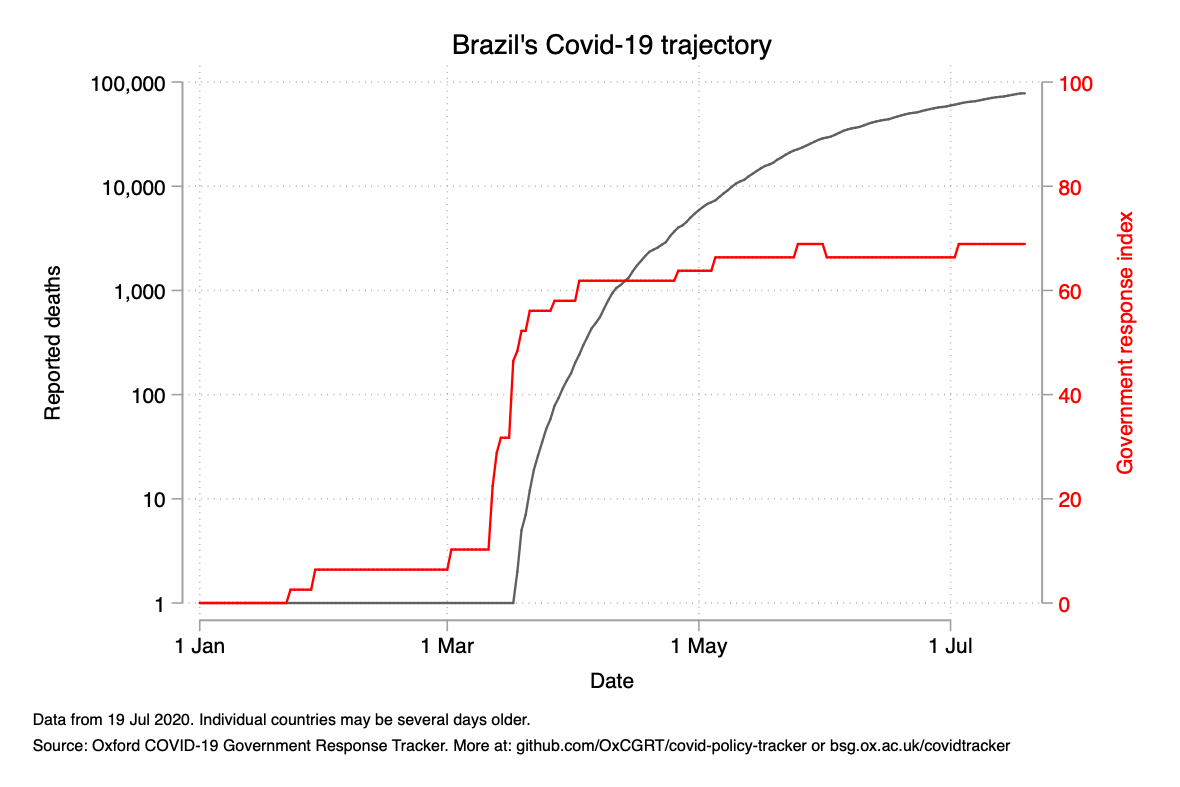 Brazil's Covid-19 trajectory
100,000
10,000
1,000
100
10
1
Reported deaths
100
80
60
40
20
0
Government response index
1 Jan
1 Mar
1 May
1 Jul
Date
Data from 19 Jul 2020. Individual countries may be several days older.
Source: Oxford COVID-19 Government Response Tracker. More at: github.com/OxCGRT/covid-policy-tracker or bsg.ox.ac.uk/covidtracker